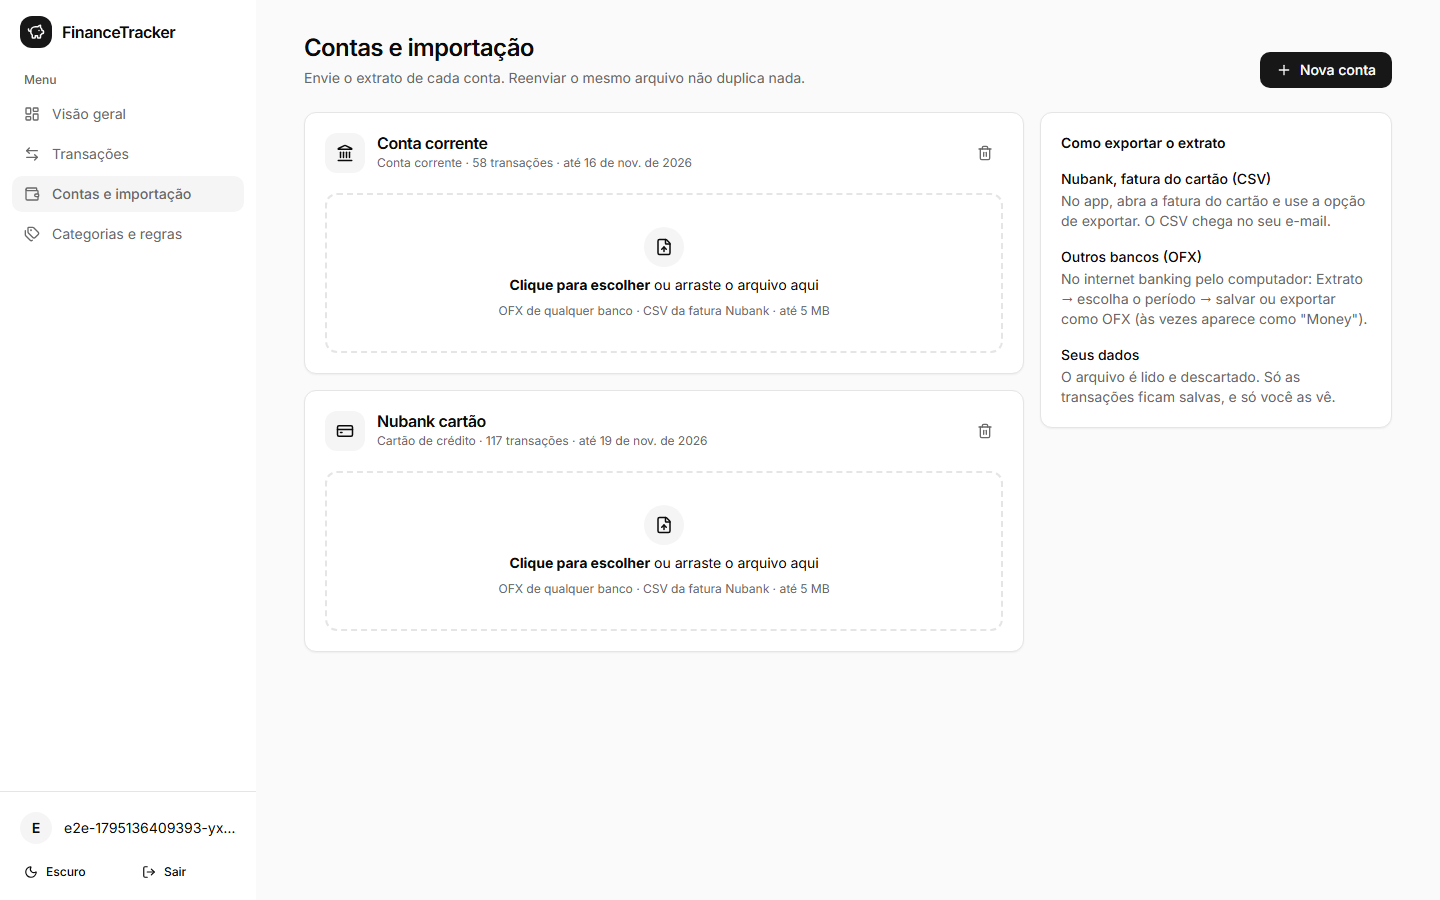 FinanceTracker
Menu
Visão geral
Transações
Contas e importação
Categorias e regras
E
e2e-1795136409393-yx...
Escuro
Sair
Contas e importação
Envie o extrato de cada conta. Reenviar o mesmo arquivo não duplica nada.
Nova conta
Conta corrente
Conta corrente · 58 transações · até 16 de nov. de 2026
Clique para escolher ou arraste o arquivo aqui
OFX de qualquer banco · CSV da fatura Nubank · até 5 MB
Nubank cartão
Cartão de crédito · 117 transações · até 19 de nov. de 2026
Clique para escolher ou arraste o arquivo aqui
OFX de qualquer banco · CSV da fatura Nubank · até 5 MB
Como exportar o extrato
Nubank, fatura do cartão (CSV)
No app, abra a fatura do cartão e use a opção
de exportar. O CSV chega no seu e-mail.
Outros bancos (OFX)
No internet banking pelo computador: Extrato
→ escolha o período → salvar ou exportar
como OFX (às vezes aparece como "Money").
Seus dados
O arquivo é lido e descartado. Só as
transações ficam salvas, e só você as vê.